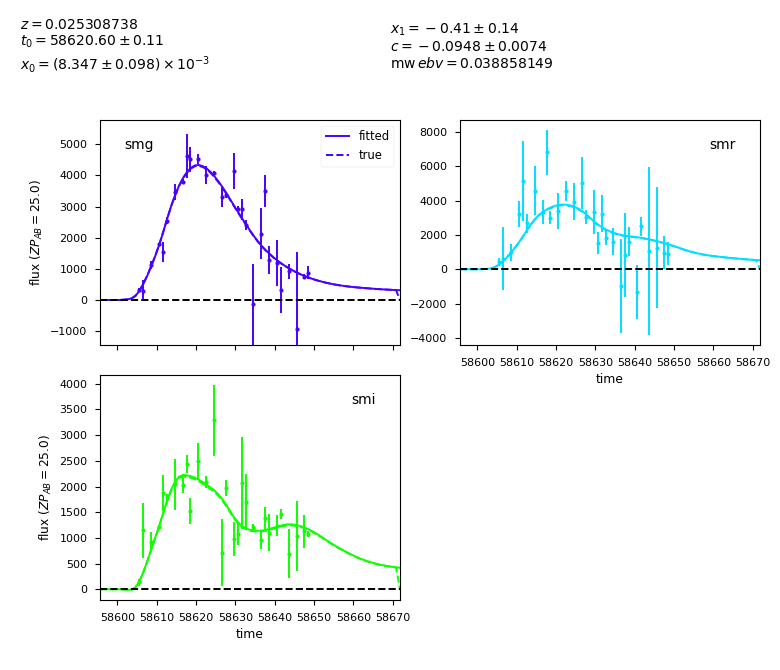 z = 0.025308738
t₀ = 58620.60 ± 0.11
x₀ = (8.347 ± 0.098) × 10⁻³
x₁ = −0.41 ± 0.14
c = −0.0948 ± 0.0074
mw ebv = 0.038858149
smg
fitted
true
5000
4000
3000
2000
1000
0
−1000
flux (ZP_AB = 25.0)
smr
8000
6000
4000
2000
0
−2000
−4000
58600 58610 58620 58630 58640 58650 58660 58670
time
smi
4000
3500
3000
2500
2000
1500
1000
500
0
flux (ZP_AB = 25.0)
58600 58610 58620 58630 58640 58650 58660 58670
time